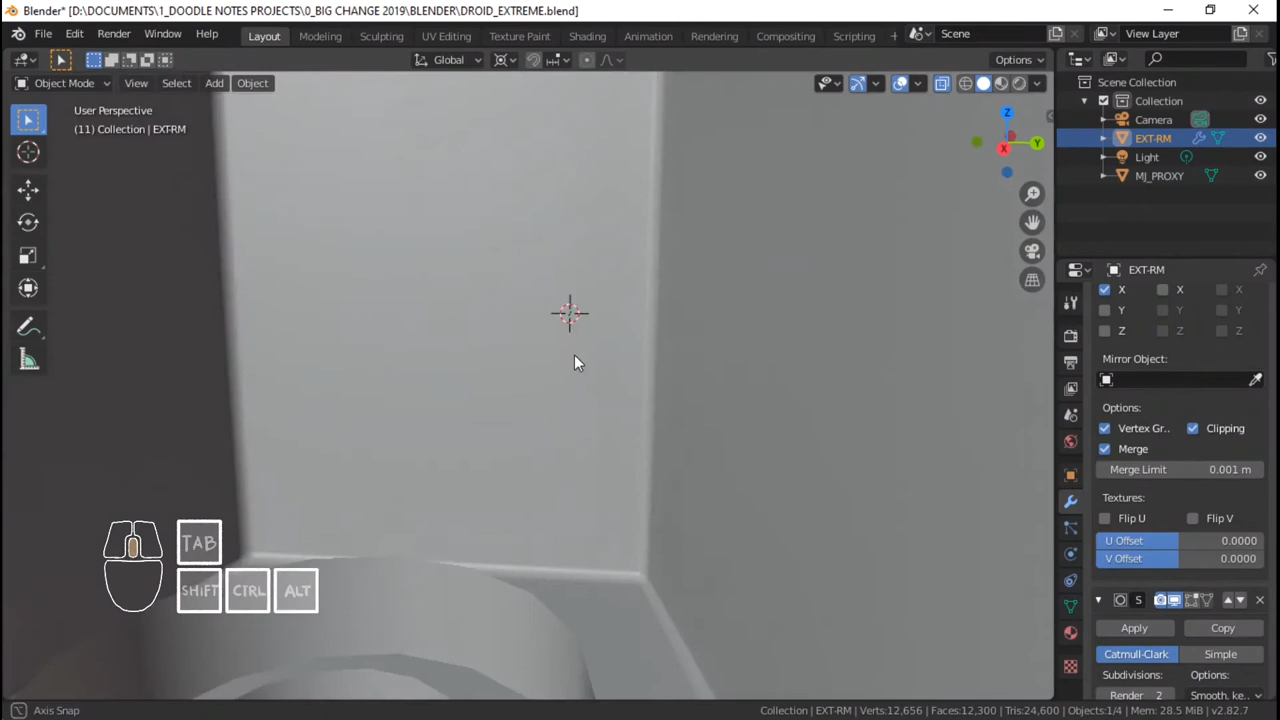 Blender* [D:\DOCUMENTS\1_DOODLE NOTES PROJECTS\0_BIG CHANGE 2019\BLENDER\DROID_EXTREME.blend]
File Edit Render Window Help Layout Modeling Sculpting UV Editing Texture Paint Shading Animation Rendering Compositing Scripting Scene View Layer
Global Options
Object Mode View Select Add Object
User Perspective
(11) Collection | EXT-RM
Z
Y
X
Scene Collection
Collection
Camera
EXT-RM
Light
MJ_PROXY
EXT-RM
X X
Y
Z
Mirror Object:
Options:
Vertex Gr.. Clipping
Merge
Merge Limit 0.001 m
Textures:
Flip U Flip V
U Offset 0.0000
V Offset 0.0000
S
Apply Copy
Catmull-Clark Simple
Subdivisions: Options:
Render 2 Smooth, ke..
TAB
SHIFT CTRL ALT
Axis Snap
Collection | EXT-RM | Verts:12,656 | Faces:12,300 | Tris:24,600 | Objects:1/4 | Mem: 28.5 MiB | v2.82.7